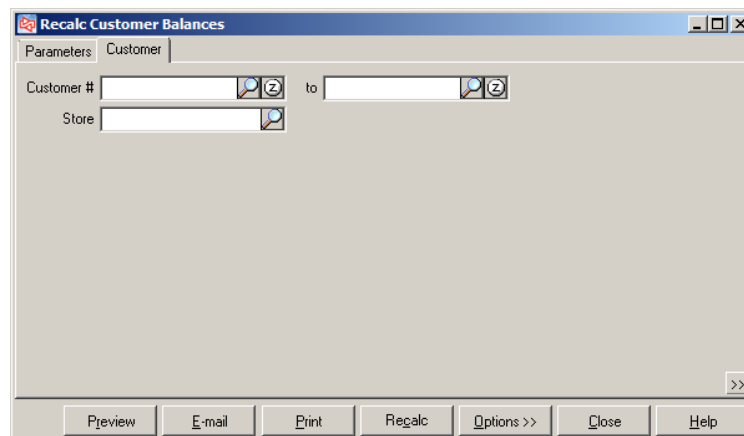 Recalc Customer Balances
Parameters Customer
Customer # Z to Z
Store
>>
Preview E-mail Print Recalc Options >> Close Help